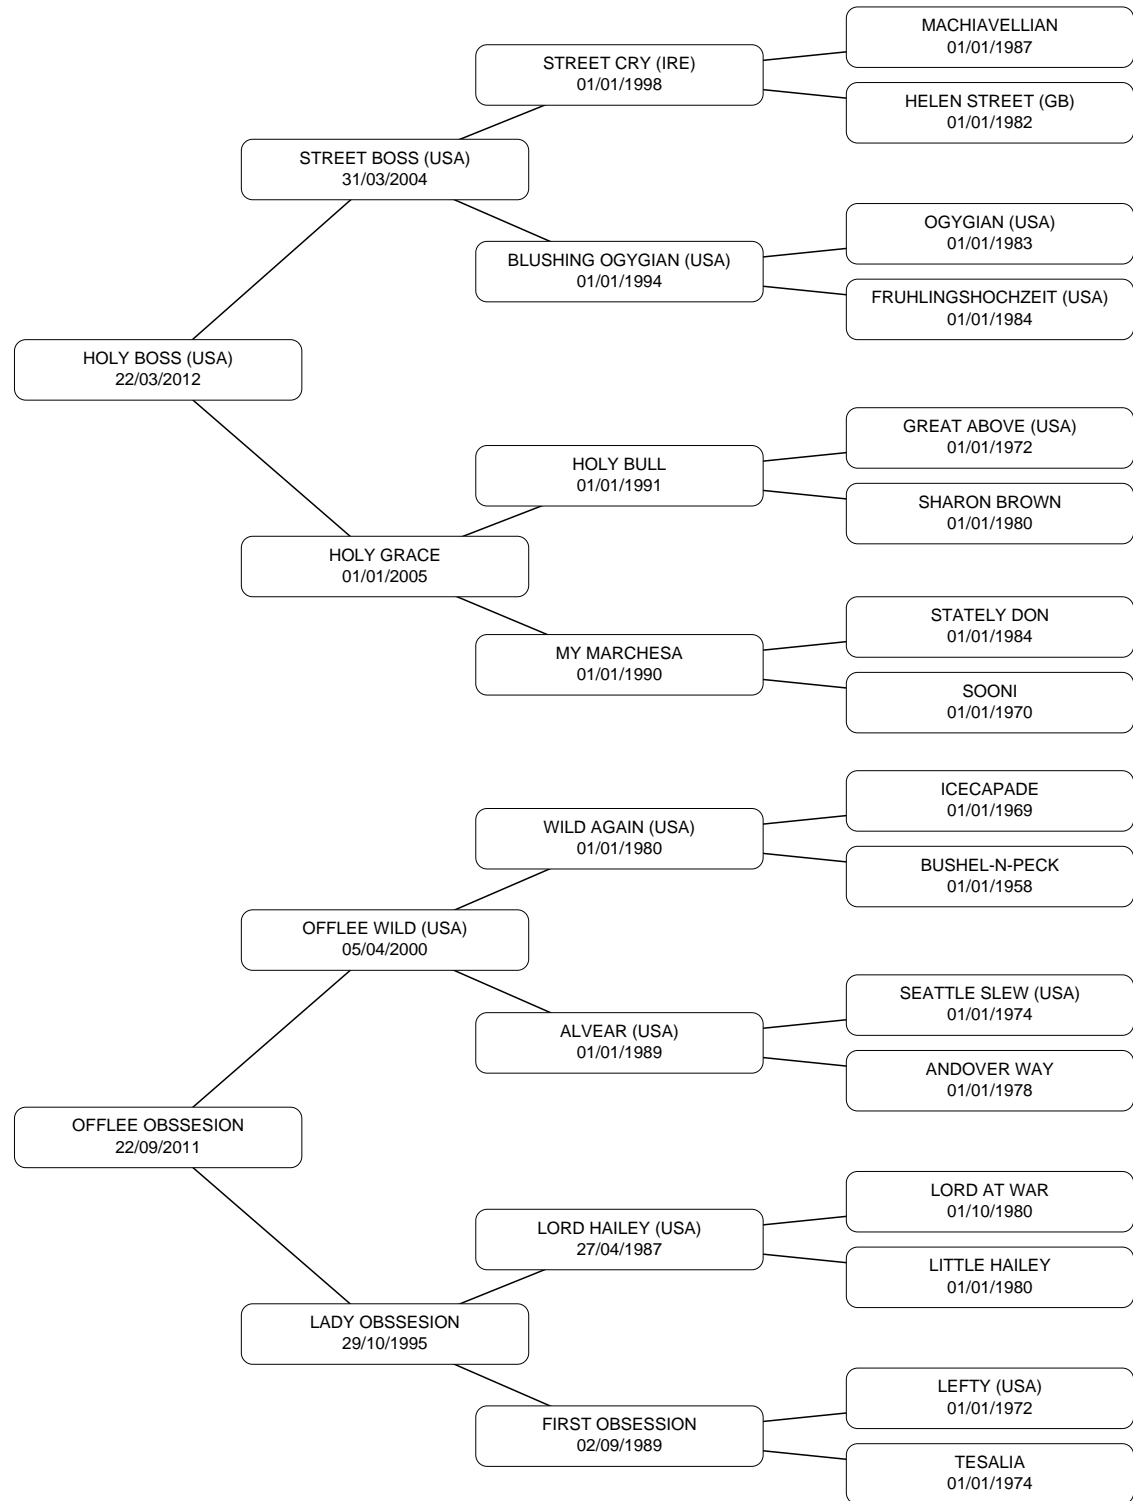 MACHIAVELLIAN
01/01/1987
STREET CRY (IRE)
01/01/1998
HELEN STREET (GB)
01/01/1982
STREET BOSS (USA)
31/03/2004
OGYGIAN (USA)
01/01/1983
BLUSHING OGYGIAN (USA)
01/01/1994
FRUHLINGSHOCHZEIT (USA)
01/01/1984
HOLY BOSS (USA)
22/03/2012
GREAT ABOVE (USA)
01/01/1972
HOLY BULL
01/01/1991
SHARON BROWN
01/01/1980
HOLY GRACE
01/01/2005
STATELY DON
01/01/1984
MY MARCHESA
01/01/1990
SOONI
01/01/1970
ICECAPADE
01/01/1969
WILD AGAIN (USA)
01/01/1980
BUSHEL-N-PECK
01/01/1958
OFFLEE WILD (USA)
05/04/2000
SEATTLE SLEW (USA)
01/01/1974
ALVEAR (USA)
01/01/1989
ANDOVER WAY
01/01/1978
OFFLEE OBSSESION
22/09/2011
LORD AT WAR
01/10/1980
LORD HAILEY (USA)
27/04/1987
LITTLE HAILEY
01/01/1980
LADY OBSSESION
29/10/1995
LEFTY (USA)
01/01/1972
FIRST OBSESSION
02/09/1989
TESALIA
01/01/1974